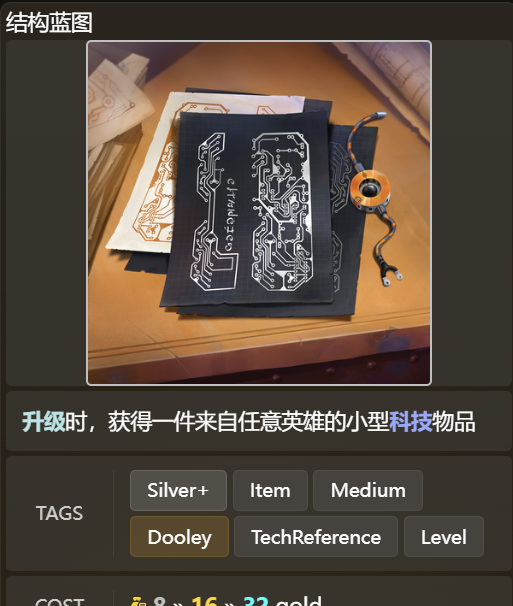 结构蓝图
升级时，获得一件来自任意英雄的小型科技物品
TAGS
Silver+ Item Medium
Dooley TechReference Level
COST 8 » 16 » 32 gold